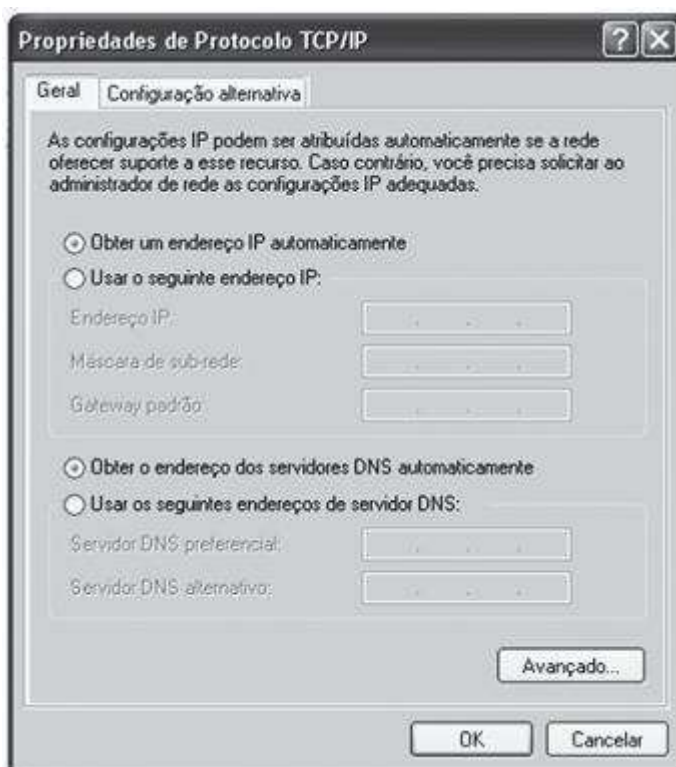 Propriedades de Protocolo TCP/IP
Geral
Configuração alternativa
As configurações IP podem ser atribuídas automaticamente se a rede
oferecer suporte a esse recurso. Caso contrário, você precisa solicitar ao
administrador de rede as configurações IP adequadas.
Obter um endereço IP automaticamente
Usar o seguinte endereço IP:
Endereço IP:
Máscara de sub-rede:
Gateway padrão:
Obter o endereço dos servidores DNS automaticamente
Usar os seguintes endereços de servidor DNS:
Servidor DNS preferencial:
Servidor DNS alternativo:
Avançado...
OK
Cancelar